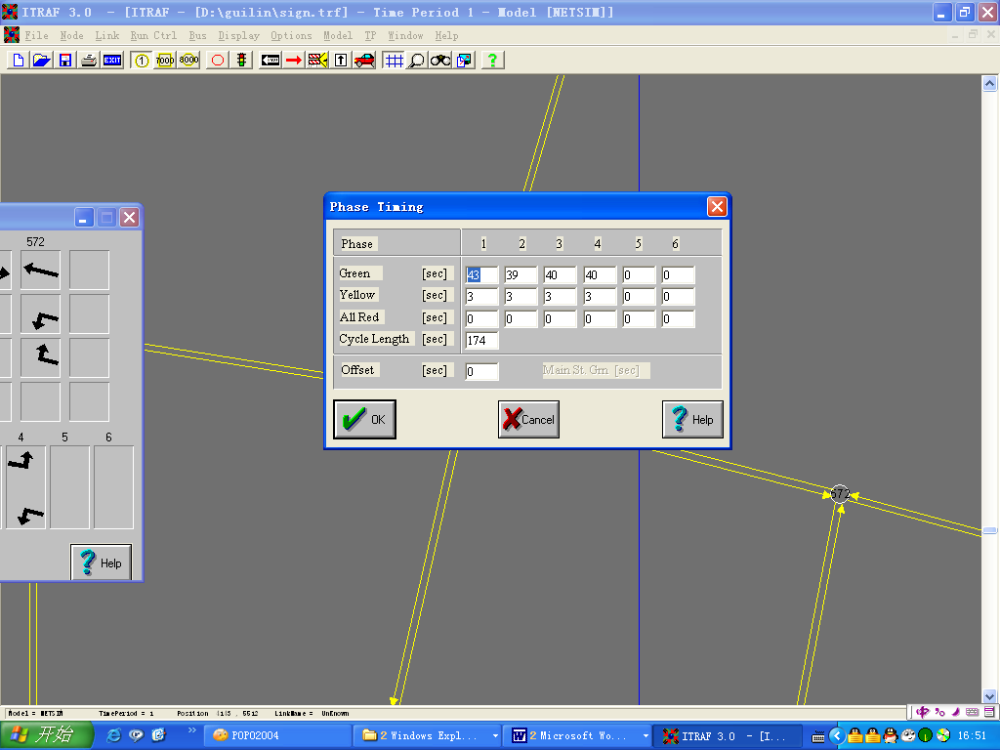 ITRAF 3.0 - [ITRAF - [D:\guilin\sign.trf] - Time Period 1 - Model [NETSIM]]
File Node Link Run Ctrl Bus Display Options Model TP Window Help
EXIT 1 7000 8000
Phase Timing
572
Phase 1 2 3 4 5 6
Green [sec] 43 39 40 40 0 0
Yellow [sec] 3 3 3 3 0 0
All Red [sec] 0 0 0 0 0 0
Cycle Length [sec] 174
Offset [sec] 0 Main St. Grn [sec]
OK Cancel Help
4 5 6
572
Help
Model = NETSIM TimePeriod = 1 Position LinkName = UnKnown
开始 POPO2004 2 Windows Expl... 2 Microsoft Wo... ITRAF 3.0 - [I... 16:51